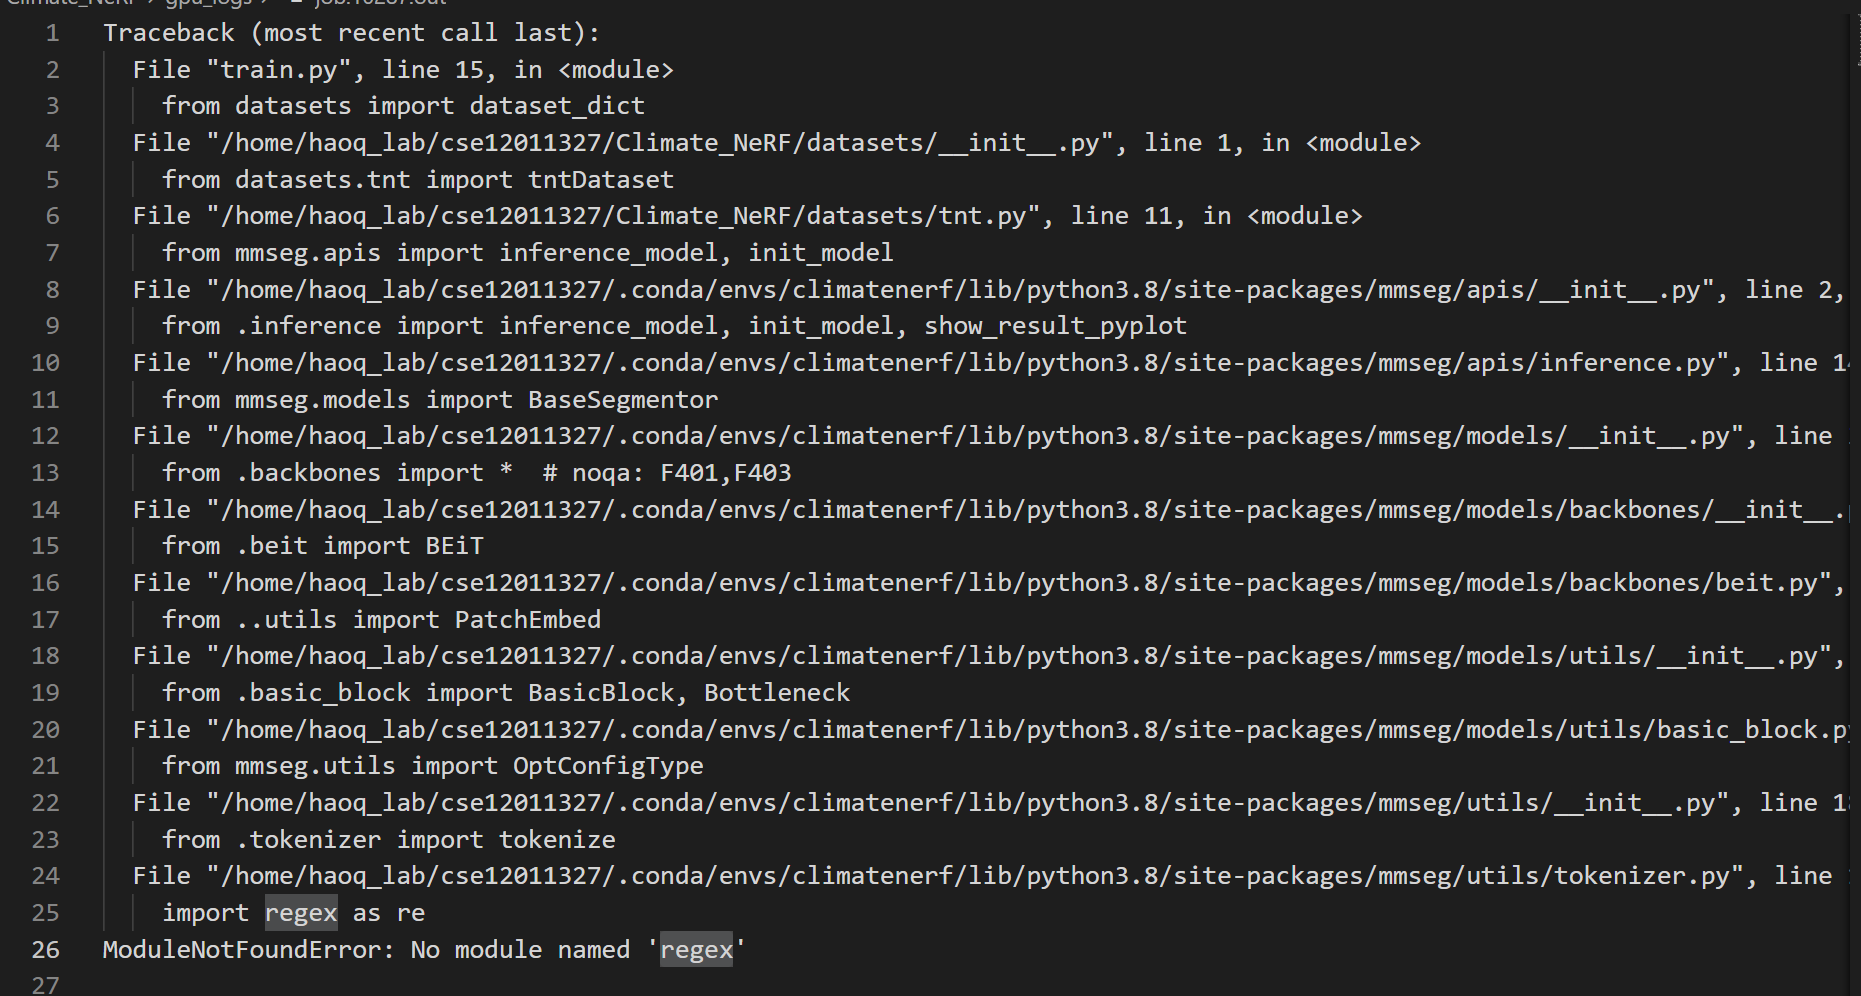 1 Traceback (most recent call last):
2 File "train.py", line 15, in <module>
3 from datasets import dataset_dict
4 File "/home/haoq_lab/cse12011327/Climate_NeRF/datasets/__init__.py", line 1, in <module>
5 from datasets.tnt import tntDataset
6 File "/home/haoq_lab/cse12011327/Climate_NeRF/datasets/tnt.py", line 11, in <module>
7 from mmseg.apis import inference_model, init_model
8 File "/home/haoq_lab/cse12011327/.conda/envs/climatenerf/lib/python3.8/site-packages/mmseg/apis/__init__.py", line 2,
9 from .inference import inference_model, init_model, show_result_pyplot
10 File "/home/haoq_lab/cse12011327/.conda/envs/climatenerf/lib/python3.8/site-packages/mmseg/apis/inference.py", line
11 from mmseg.models import BaseSegmentor
12 File "/home/haoq_lab/cse12011327/.conda/envs/climatenerf/lib/python3.8/site-packages/mmseg/models/__init__.py", line
13 from .backbones import *  # noqa: F401,F403
14 File "/home/haoq_lab/cse12011327/.conda/envs/climatenerf/lib/python3.8/site-packages/mmseg/models/backbones/__init__.
15 from .beit import BEiT
16 File "/home/haoq_lab/cse12011327/.conda/envs/climatenerf/lib/python3.8/site-packages/mmseg/models/backbones/beit.py",
17 from ..utils import PatchEmbed
18 File "/home/haoq_lab/cse12011327/.conda/envs/climatenerf/lib/python3.8/site-packages/mmseg/models/utils/__init__.py",
19 from .basic_block import BasicBlock, Bottleneck
20 File "/home/haoq_lab/cse12011327/.conda/envs/climatenerf/lib/python3.8/site-packages/mmseg/models/utils/basic_block.py
21 from mmseg.utils import OptConfigType
22 File "/home/haoq_lab/cse12011327/.conda/envs/climatenerf/lib/python3.8/site-packages/mmseg/utils/__init__.py", line
23 from .tokenizer import tokenize
24 File "/home/haoq_lab/cse12011327/.conda/envs/climatenerf/lib/python3.8/site-packages/mmseg/utils/tokenizer.py", line
25 import regex as re
26 ModuleNotFoundError: No module named 'regex'
27